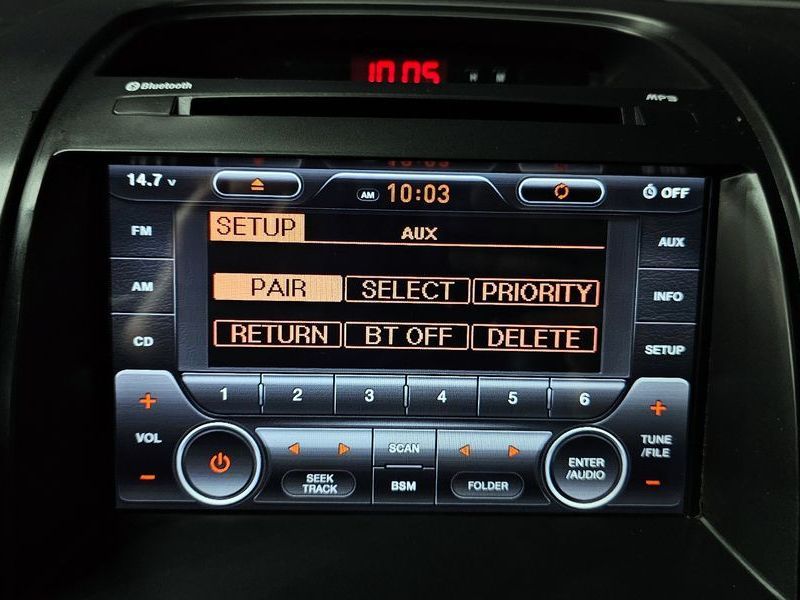 10:05
Bluetooth
MP3
14.7 V
AM 10:03
OFF
FM
SETUP
AUX
AUX
AM
PAIR SELECT PRIORITY
INFO
CD
RETURN BT OFF DELETE
SETUP
1 2 3 4 5 6
+
+
VOL
SCAN
TUNE
/FILE
ENTER
/AUDIO
-
SEEK
TRACK
BSM
FOLDER
-